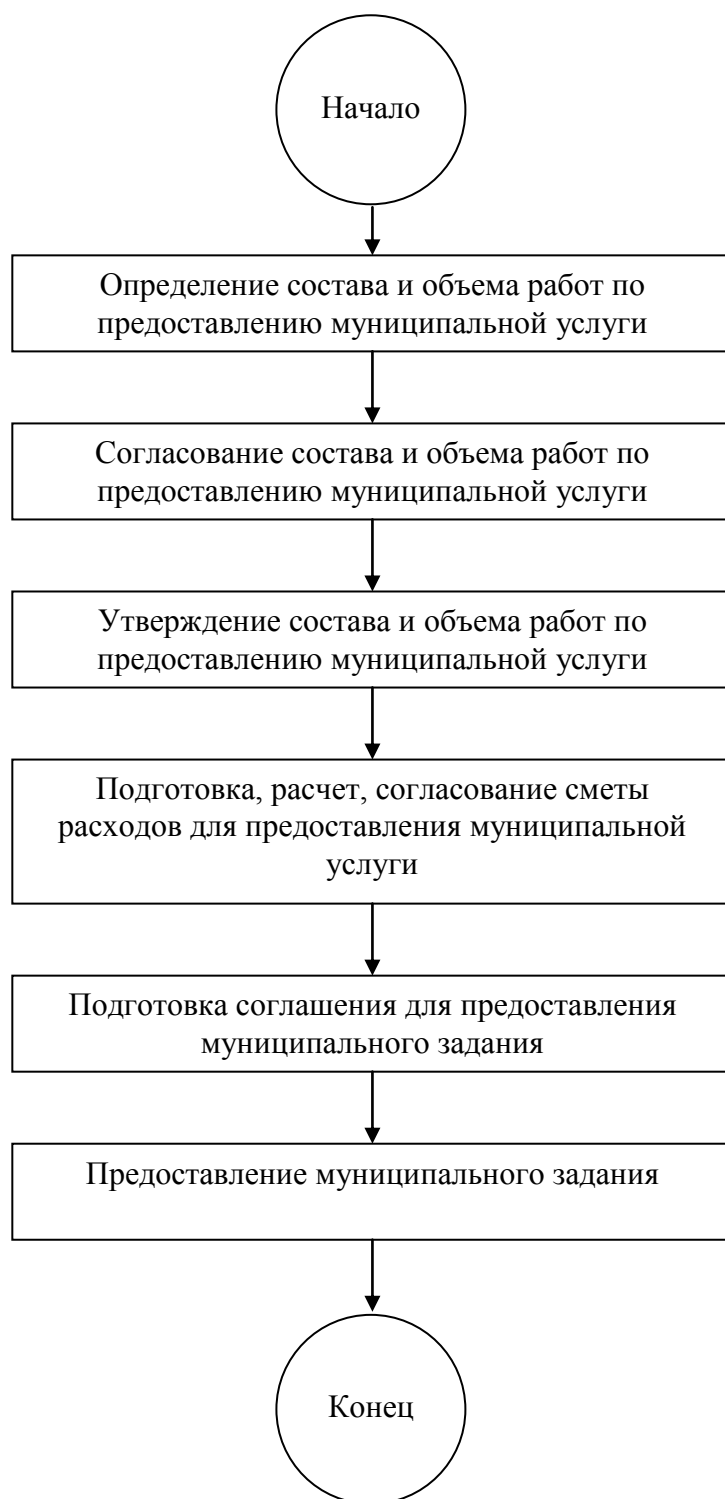 Начало
Определение состава и объема работ по
предоставлению муниципальной услуги
Согласование состава и объема работ по
предоставлению муниципальной услуги
Утверждение состава и объема работ по
предоставлению муниципальной услуги
Подготовка, расчет, согласование сметы
расходов для предоставления муниципальной
услуги
Подготовка соглашения для предоставления
муниципального задания
Предоставление муниципального задания
Конец